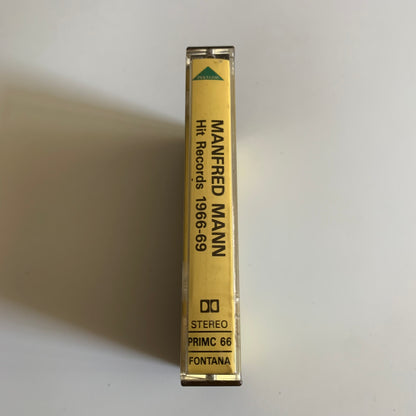 MANFRED MANN
Hit Records 1966-69
STEREO
PRIMC 66
FONTANA